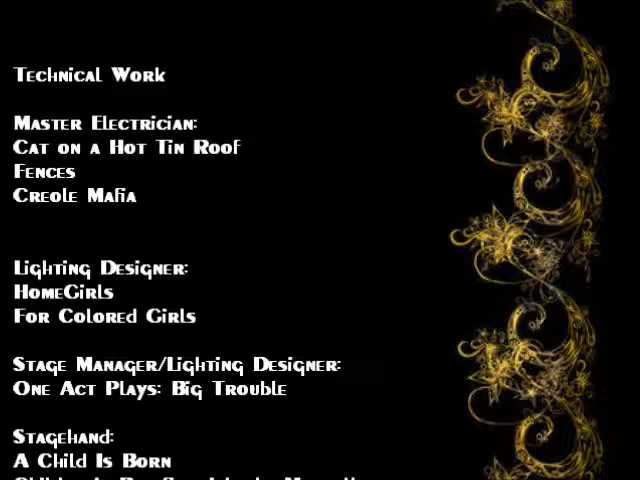 Technical Work
Master Electrician:
Cat on a Hot Tin Roof
Fences
Creole Mafia
Lighting Designer:
HomeGirls
For Colored Girls
Stage Manager/Lighting Designer:
One Act Plays: Big Trouble
Stagehand:
A Child Is Born